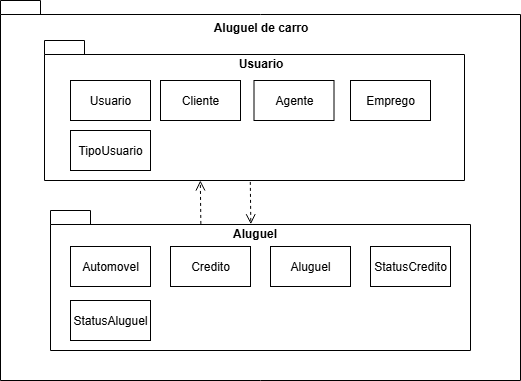 Aluguel de carro
Usuario
Usuario
Cliente
Agente
Emprego
TipoUsuario
Aluguel
Automovel
Credito
Aluguel
StatusCredito
StatusAluguel